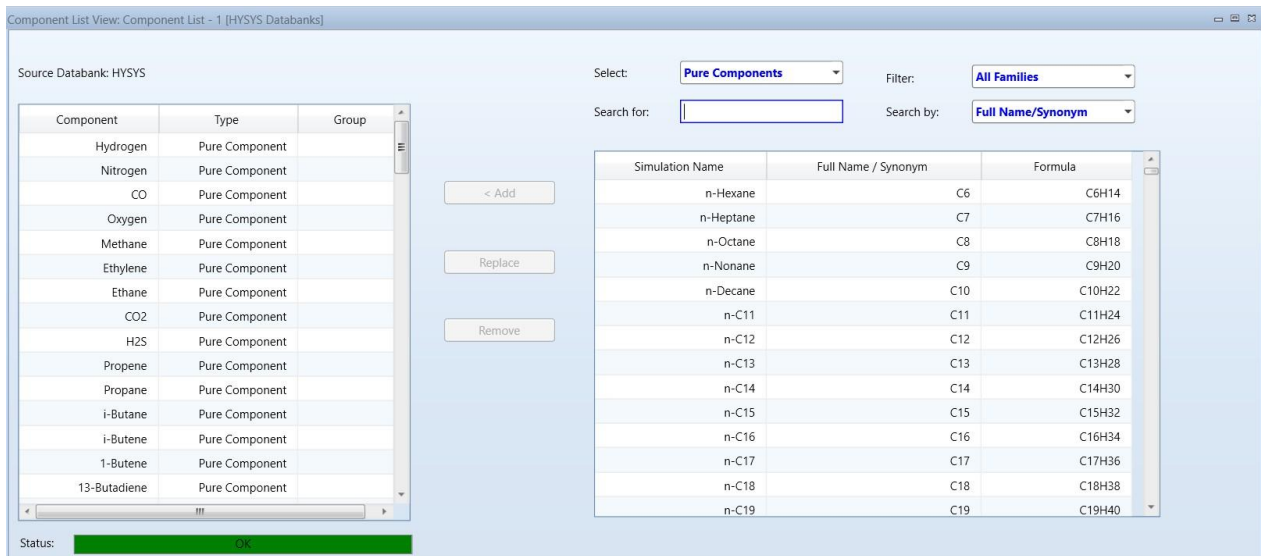 Component List View: Component List - 1 [HYSYS Databanks]
Source Databank: HYSYS
Select: Pure Components Filter: All Families
Search for: Search by: Full Name/Synonym
Component Type Group
Hydrogen Pure Component
Nitrogen Pure Component
CO Pure Component
Oxygen Pure Component
Methane Pure Component
Ethylene Pure Component
Ethane Pure Component
CO2 Pure Component
H2S Pure Component
Propene Pure Component
Propane Pure Component
i-Butane Pure Component
i-Butene Pure Component
1-Butene Pure Component
13-Butadiene Pure Component
Status: OK
< Add
Replace
Remove
Simulation Name Full Name / Synonym Formula
n-Hexane C6 C6H14
n-Heptane C7 C7H16
n-Octane C8 C8H18
n-Nonane C9 C9H20
n-Decane C10 C10H22
n-C11 C11 C11H24
n-C12 C12 C12H26
n-C13 C13 C13H28
n-C14 C14 C14H30
n-C15 C15 C15H32
n-C16 C16 C16H34
n-C17 C17 C17H36
n-C18 C18 C18H38
n-C19 C19 C19H40